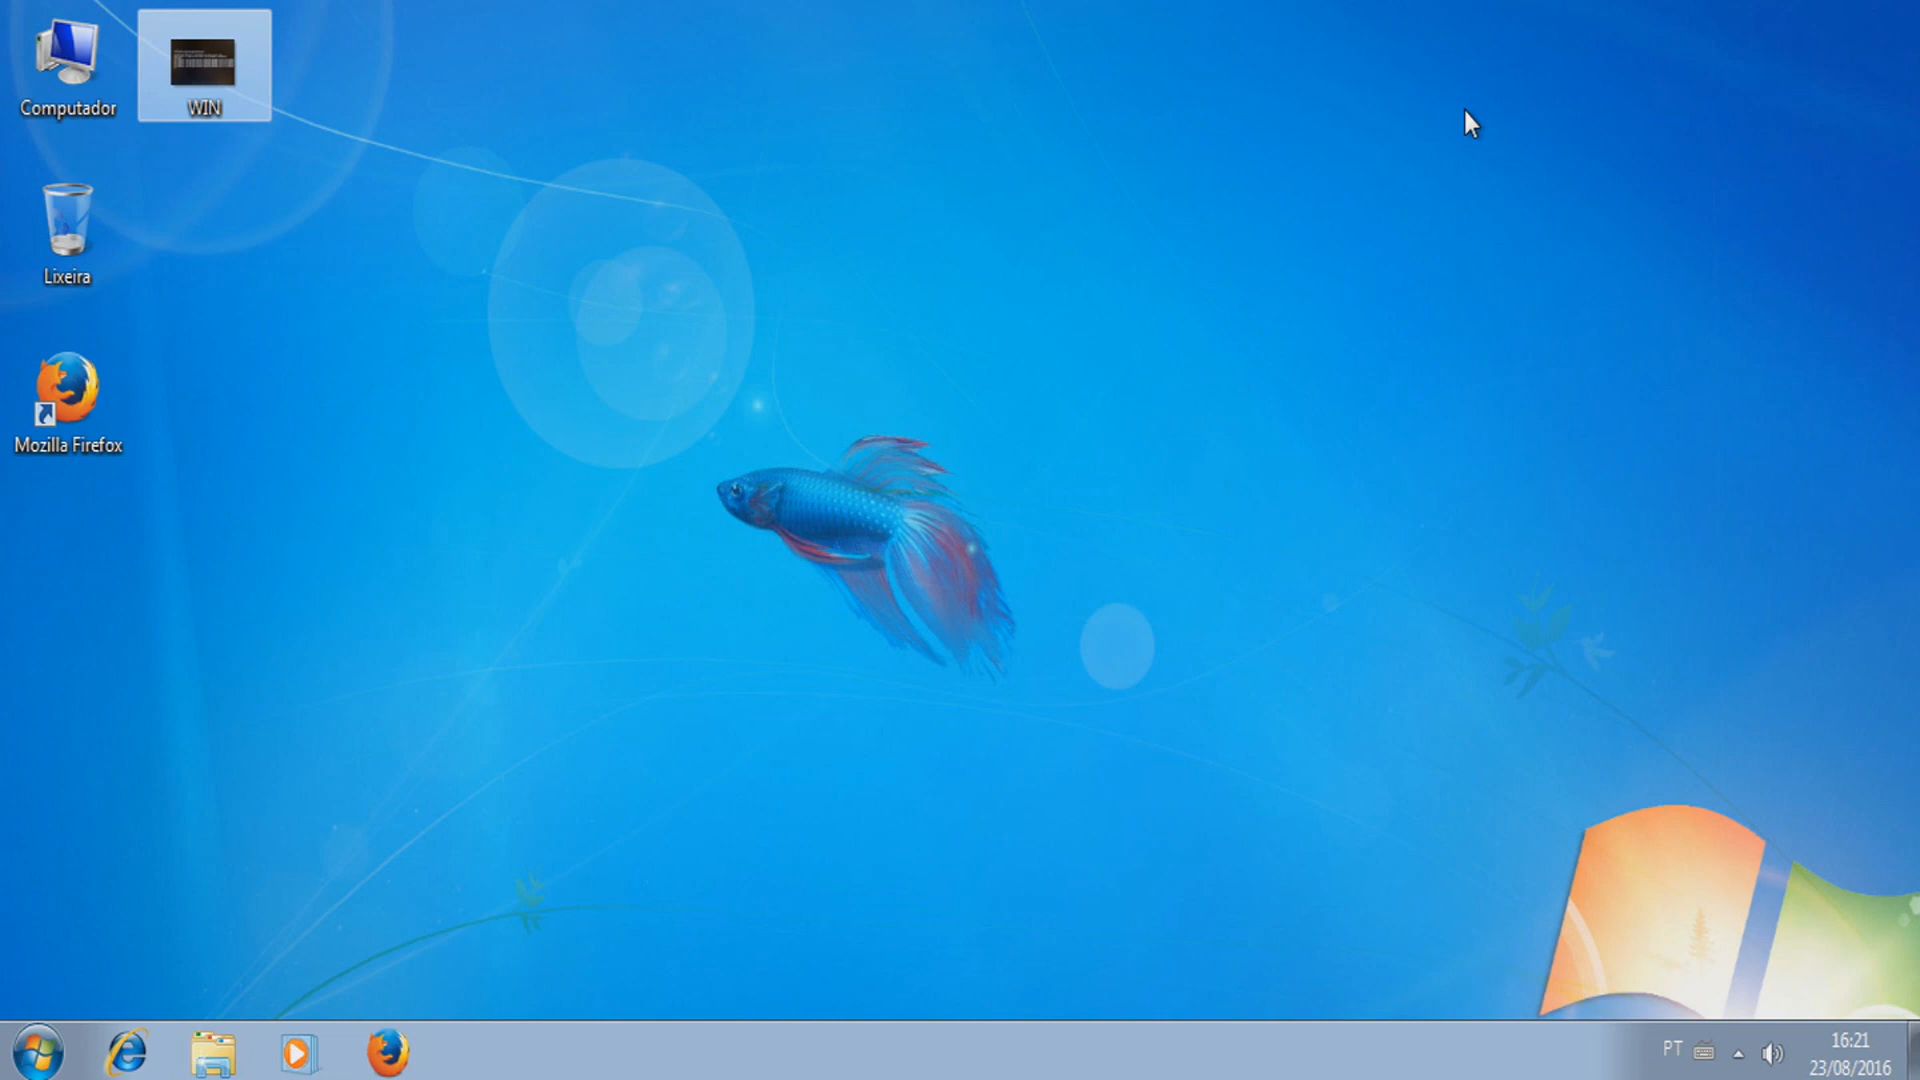 Computador
WIN
Lixeira
Mozilla Firefox
PT
16:21
23/08/2016